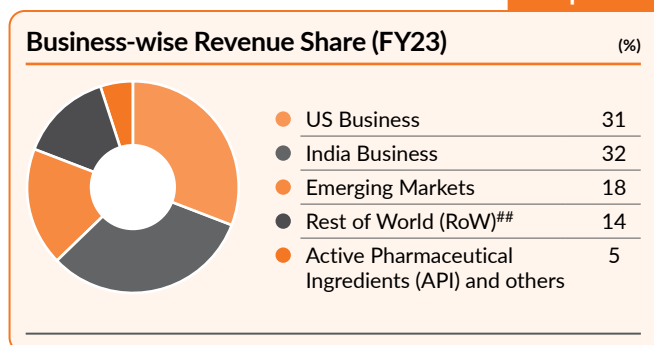 Business-wise Revenue Share (FY23) (%)
US Business 31
India Business 32
Emerging Markets 18
Rest of World (RoW)## 14
Active Pharmaceutical 5
Ingredients (API) and others